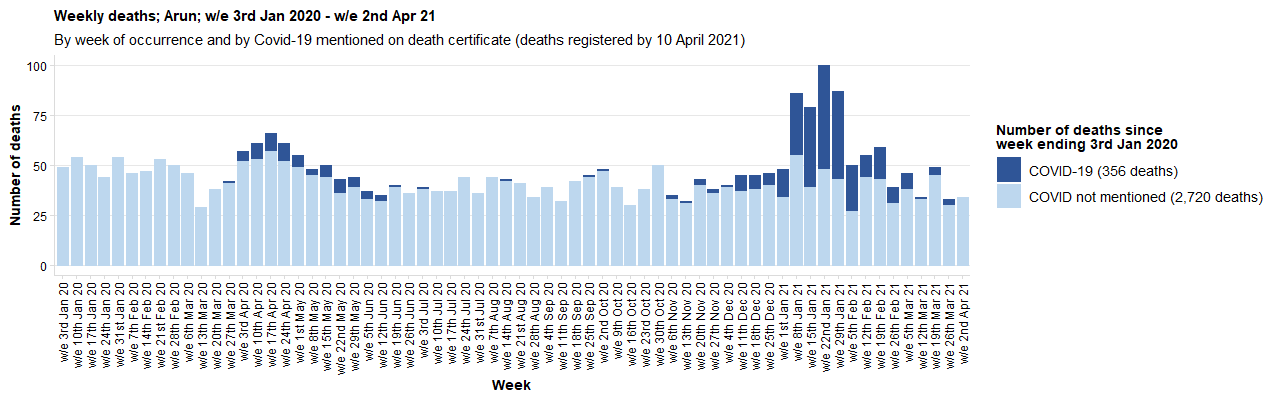 Weekly deaths; Arun; w/e 3rd Jan 2020 - w/e 2nd Apr 21
By week of occurrence and by Covid-19 mentioned on death certificate (deaths registered by 10 April 2021)
Number of deaths
100
75
50
25
0
w/e 3rd Jan 20
w/e 10th Jan 20
w/e 17th Jan 20
w/e 24th Jan 20
w/e 31st Jan 20
w/e 7th Feb 20
w/e 14th Feb 20
w/e 21st Feb 20
w/e 28th Feb 20
w/e 6th Mar 20
w/e 13th Mar 20
w/e 20th Mar 20
w/e 27th Mar 20
w/e 3rd Apr 20
w/e 10th Apr 20
w/e 17th Apr 20
w/e 24th Apr 20
w/e 1st May 20
w/e 8th May 20
w/e 15th May 20
w/e 22nd May 20
w/e 29th May 20
w/e 5th Jun 20
w/e 12th Jun 20
w/e 19th Jun 20
w/e 26th Jun 20
w/e 3rd Jul 20
w/e 10th Jul 20
w/e 17th Jul 20
w/e 24th Jul 20
w/e 31st Jul 20
w/e 7th Aug 20
w/e 14th Aug 20
w/e 21st Aug 20
w/e 28th Aug 20
w/e 4th Sep 20
w/e 11th Sep 20
w/e 18th Sep 20
w/e 25th Sep 20
w/e 2nd Oct 20
w/e 9th Oct 20
w/e 16th Oct 20
w/e 23rd Oct 20
w/e 30th Oct 20
w/e 6th Nov 20
w/e 13th Nov 20
w/e 20th Nov 20
w/e 27th Nov 20
w/e 4th Dec 20
w/e 11th Dec 20
w/e 18th Dec 20
w/e 25th Dec 20
w/e 1st Jan 21
w/e 8th Jan 21
w/e 15th Jan 21
w/e 22nd Jan 21
w/e 29th Jan 21
w/e 5th Feb 21
w/e 12th Feb 21
w/e 19th Feb 21
w/e 26th Feb 21
w/e 5th Mar 21
w/e 12th Mar 21
w/e 19th Mar 21
w/e 26th Mar 21
w/e 2nd Apr 21
Week
Number of deaths since
week ending 3rd Jan 2020
COVID-19 (356 deaths)
COVID not mentioned (2,720 deaths)